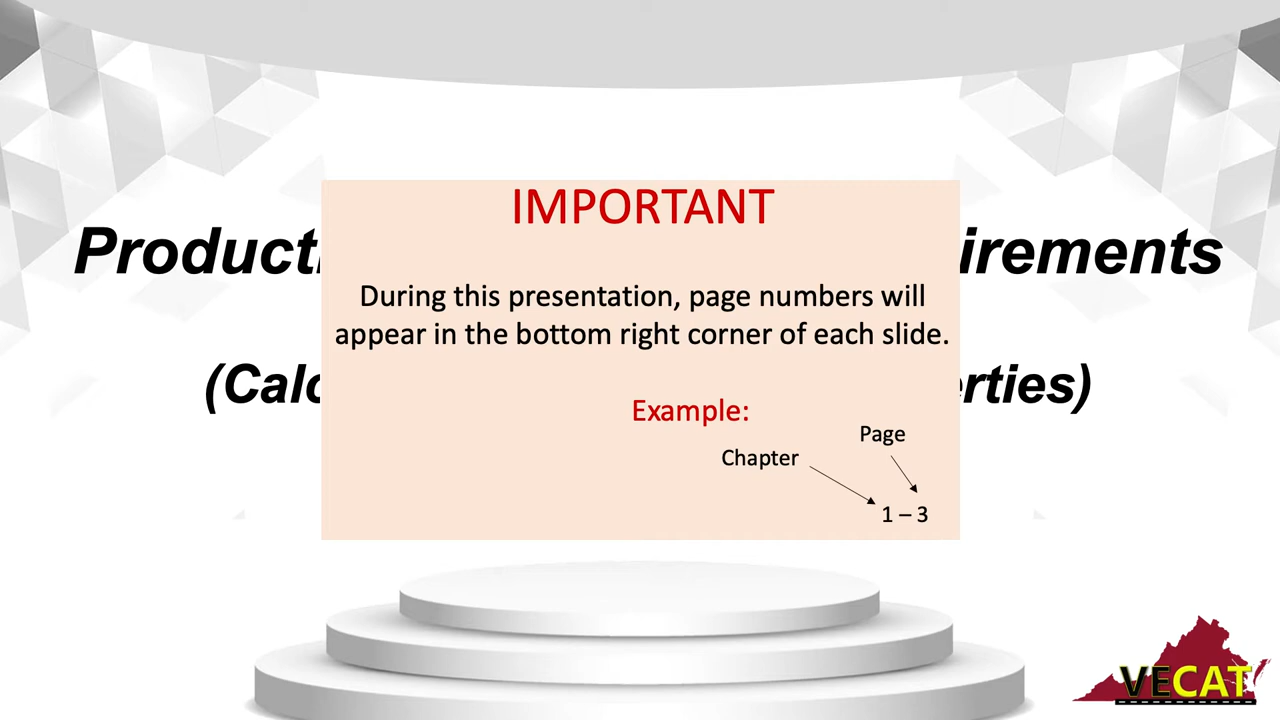 IMPORTANT
Product irements
During this presentation, page numbers will
appear in the bottom right corner of each slide.
(Calc erties)
Example:
Page
Chapter
1 – 3
VECAT